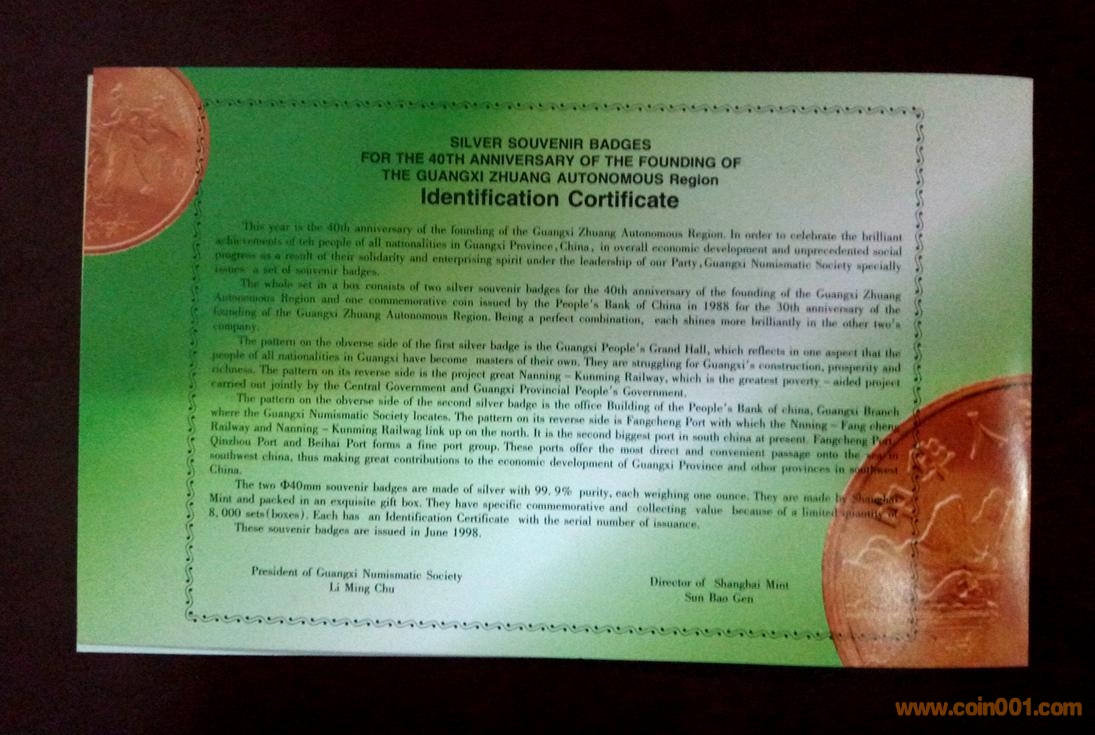 SILVER SOUVENIR BADGES
FOR THE 40TH ANNIVERSARY OF THE FOUNDING OF
THE GUANGXI ZHUANG AUTONOMOUS Region
Identification Cortificate
This year is the 40th anniversary of the founding of the Guangxi Zhuang Autonomous Region. In order to celebrate the brilliant
achievements of teh people of all nationalities in Guangxi Province, China, in overall economic development and unprecedented social
progress as a result of their solidarity and enterprising spirit under the leadership of our Party, Guangxi Numismatic Society specially
issues a set of souvenir badges.
The whole set in a box consists of two silver souvenir badges for the 40th anniversary of the founding of the Guangxi Zhuang
Autonomous Region and one commemorative coin issued by the People's Bank of China in 1988 for the 30th anniversary of the
founding of the Guangxi Zhuang Autonomous Region. Being a perfect combination, each shines more brilliantly in the other two's
company.
The pattern on the obverse side of the first silver badge is the Guangxi People's Grand Hall, which reflects in one aspect that the
people of all nationalities in Guangxi have become masters of their own. They are struggling for Guangxi's construction, prosperity and
richness. The pattern on its reverse side is the project great Nanning - Kunming Railway, which is the greatest poverty - aided project
carried out jointly by the Central Government and Guangxi Provincial People's Government.
The pattern on the obverse side of the second silver badge is the office Building of the People's Bank of china, Guangxi Branch
where the Guangxi Numismatic Society locates. The pattern on its reverse side is Fangcheng Port with which the Nnning - Fang cheng
Railway and Nanning - Kunming Railwag link up on the north. It is the second biggest port in south china at present. Fangcheng Port,
Qinzhou Port and Beihai Port forms a fine port group. These ports offer the most direct and convenient passage onto the sea in
southwest china, thus making great contributions to the economic development of Guangxi Province and othor provinces in southwest
China.
The two Φ40mm souvenir badges are made of silver with 99.9% purity, each weighing one ounce. They are made by Shanghai
Mint and packed in an exquisite gift box. They have specific commemorative and collecting value because of a limited quantity of
8,000 sets(boxes). Each has an Identification Certificate with the serial number of issuance.
These souvenir badges are issued in June 1998.
President of Guangxi Numismatic Society
Li Ming Chu
Director of Shanghai Mint
Sun Bao Gen
www.coin001.com